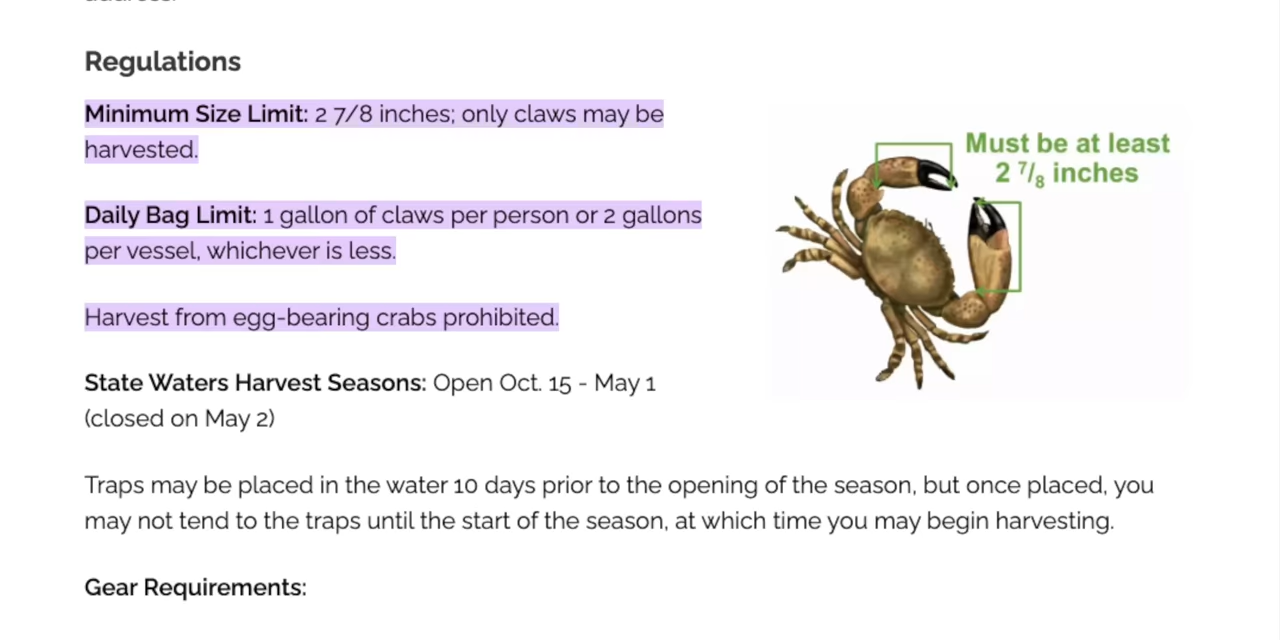 Regulations
Minimum Size Limit: 2 7/8 inches; only claws may be
harvested.
Must be at least
2 7/8 inches
Daily Bag Limit: 1 gallon of claws per person or 2 gallons
per vessel, whichever is less.
Harvest from egg-bearing crabs prohibited.
State Waters Harvest Seasons: Open Oct. 15 - May 1
(closed on May 2)
Traps may be placed in the water 10 days prior to the opening of the season, but once placed, you
may not tend to the traps until the start of the season, at which time you may begin harvesting.
Gear Requirements: